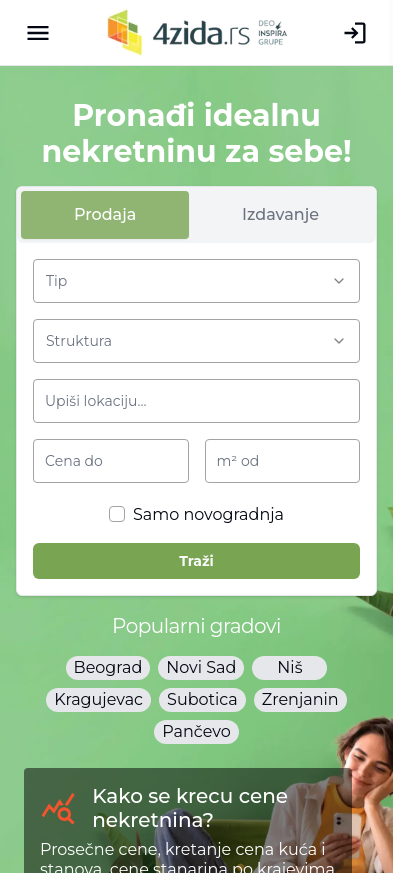 4zida.rs
DEO
INSPIRA
GRUPE
Pronađi idealnu
nekretninu za sebe!
Prodaja
Izdavanje
Tip
Struktura
Upiši lokaciju...
Cena do
m² od
Samo novogradnja
Traži
Popularni gradovi
Beograd
Novi Sad
Niš
Kragujevac
Subotica
Zrenjanin
Pančevo
Kako se krecu cene
nekretnina?
Prosečne cene, kretanje cena kuća i
stanova, cene stanarina po krajevima